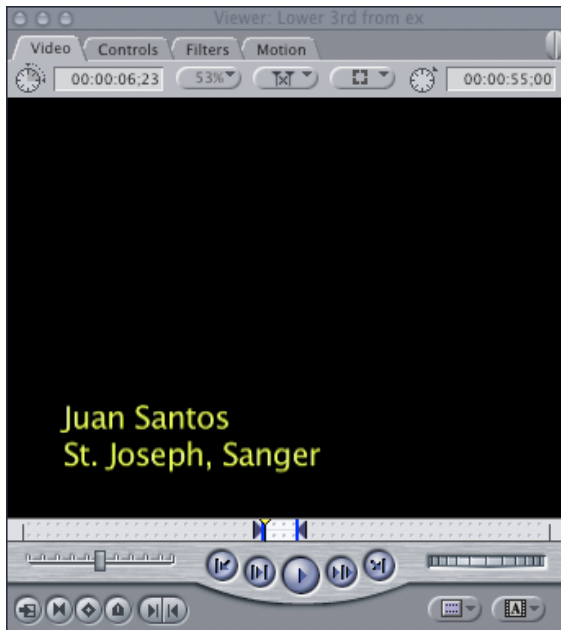 Viewer: Lower 3rd from ex
Video Controls Filters Motion
00:00:06;23 53% 00:00:55;00
Juan Santos
St. Joseph, Sanger
A